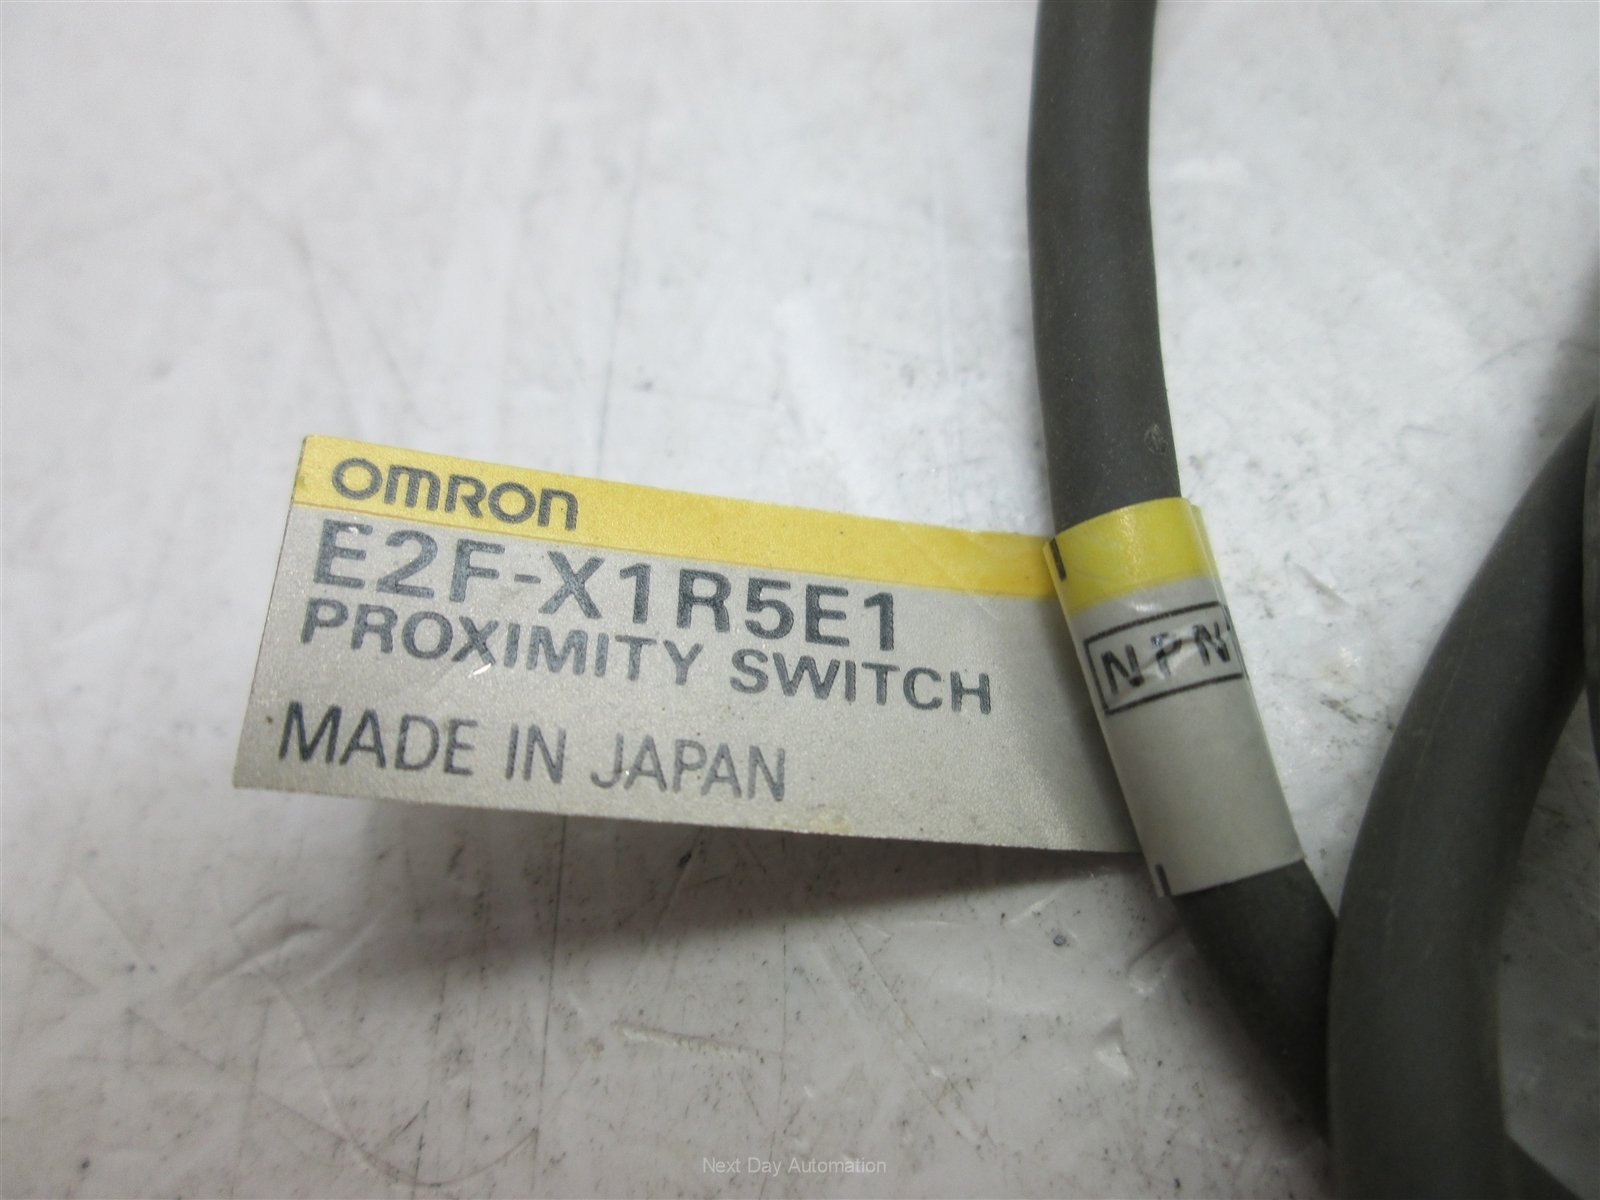 OMRON
E2F-X1R5E1
PROXIMITY SWITCH
MADE IN JAPAN
NPN
Next Day Automation